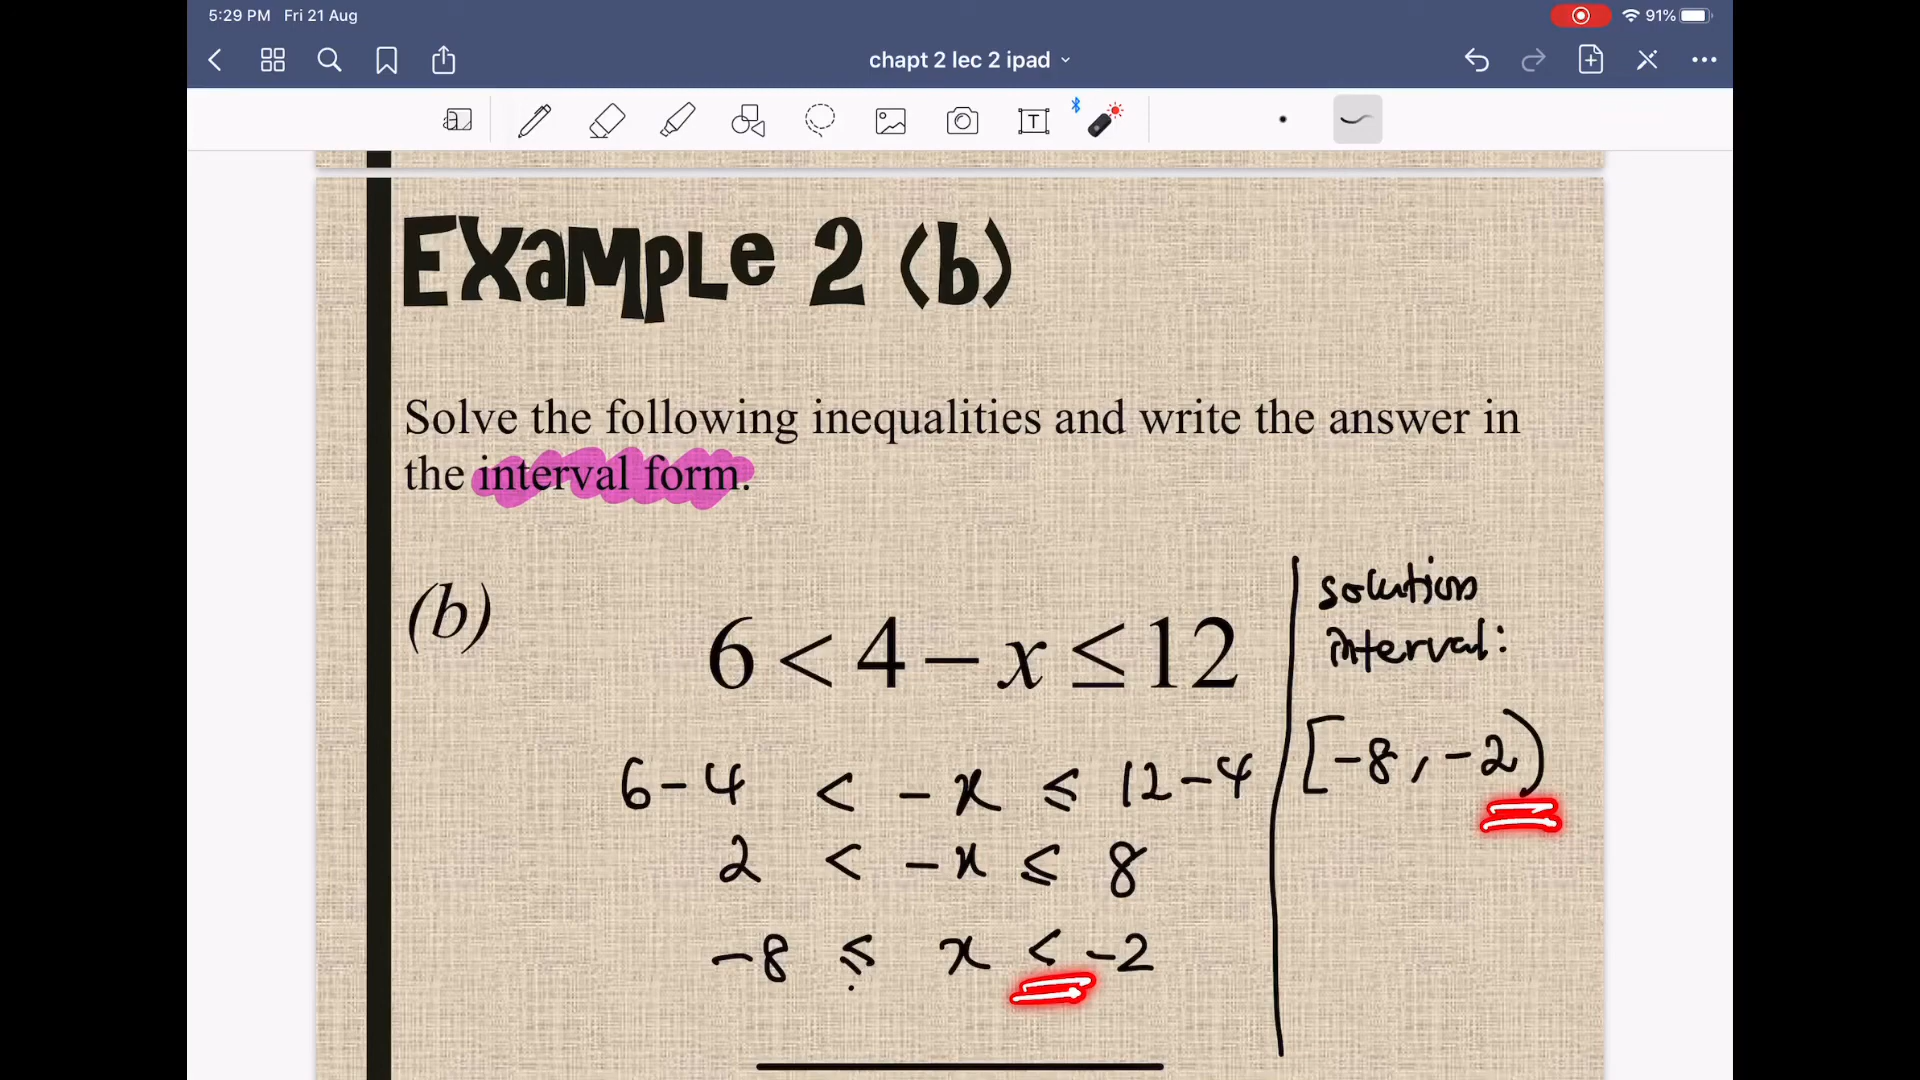 5:29 PM Fri 21 Aug
91%
chapt 2 lec 2 ipad
a
T
Example 2 (b)
Solve the following inequalities and write the answer in
the interval form.
(b)
6 < 4 − x ≤ 12
6 − 4 < −x ≤ 12 − 4
2 < −x ≤ 8
−8 ≤ x < −2
solution
interval:
[−8, −2)